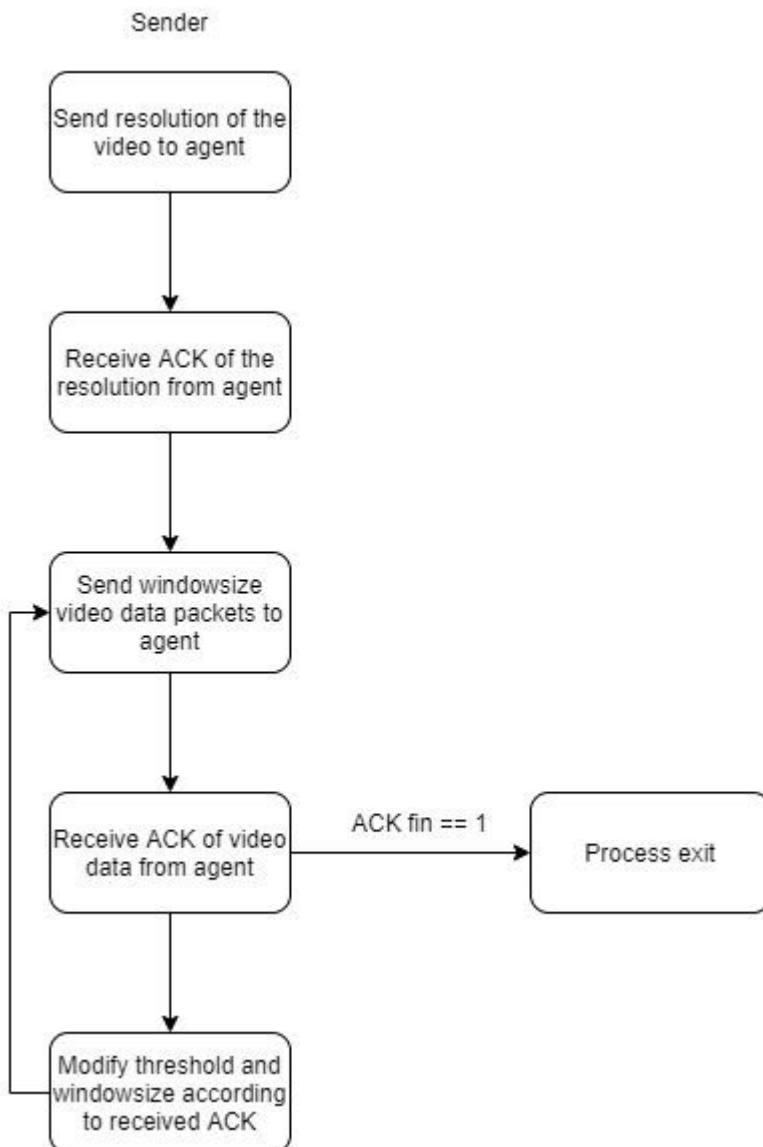 Sender
Send resolution of the
video to agent
Receive ACK of the
resolution from agent
Send windowsize
video data packets to
agent
Receive ACK of video
data from agent
ACK fin == 1
Process exit
Modify threshold and
windowsize according
to received ACK